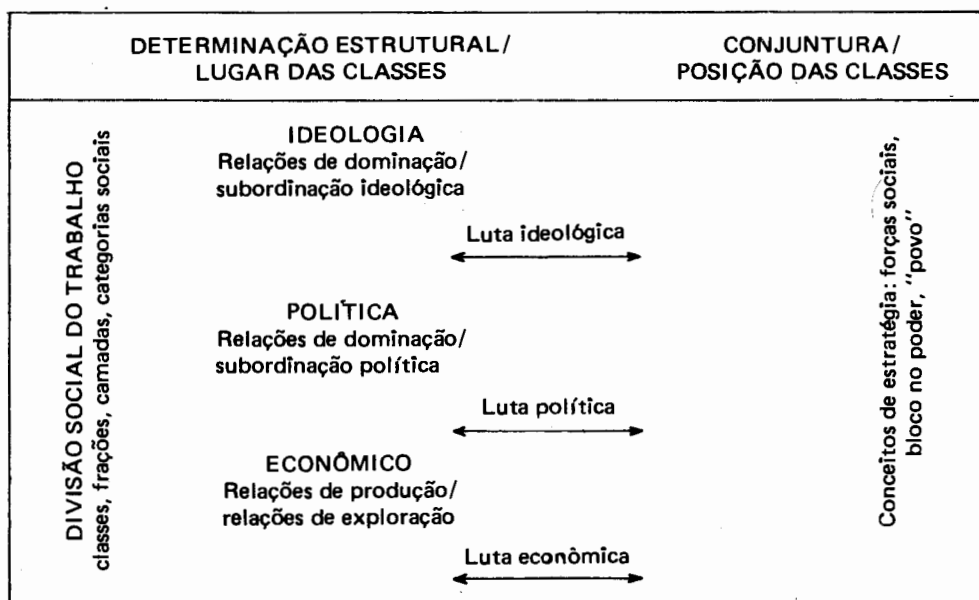 DETERMINAÇÃO ESTRUTURAL/
LUGAR DAS CLASSES
CONJUNTURA/
POSIÇÃO DAS CLASSES
DIVISÃO SOCIAL DO TRABALHO
classes, frações, camadas, categorias sociais
IDEOLOGIA
Relações de dominação/
subordinação ideológica
Luta ideológica
POLÍTICA
Relações de dominação/
subordinação política
Luta política
ECONÔMICO
Relações de produção/
relações de exploração
Luta econômica
Conceitos de estratégia: forças sociais,
bloco no poder, "povo"